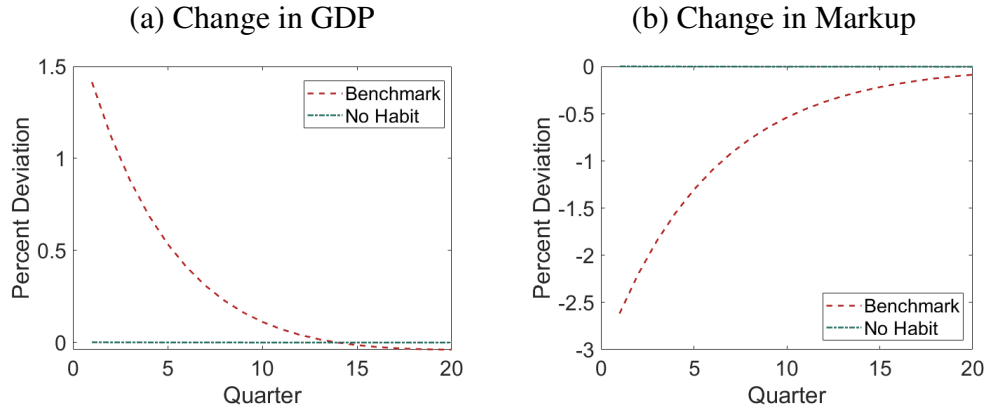 (a) Change in GDP
1.5
1
0.5
0
Percent Deviation
0 5 10 15 20
Quarter
Benchmark
No Habit
(b) Change in Markup
0
-0.5
-1
-1.5
-2
-2.5
-3
Percent Deviation
0 5 10 15 20
Quarter
Benchmark
No Habit